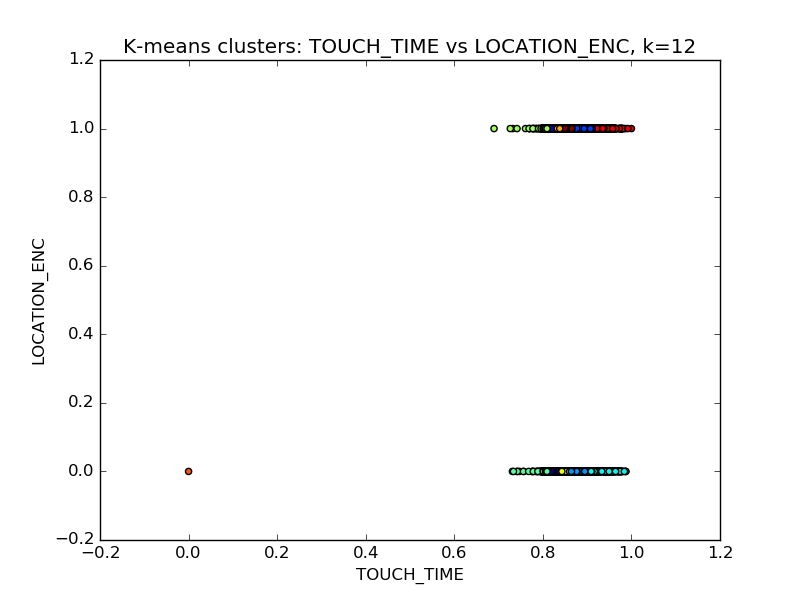 K-means clusters: TOUCH_TIME vs LOCATION_ENC, k=12
1.2
1.0
0.8
0.6
0.4
0.2
0.0
−0.2
LOCATION_ENC
−0.2 0.0 0.2 0.4 0.6 0.8 1.0 1.2
TOUCH_TIME